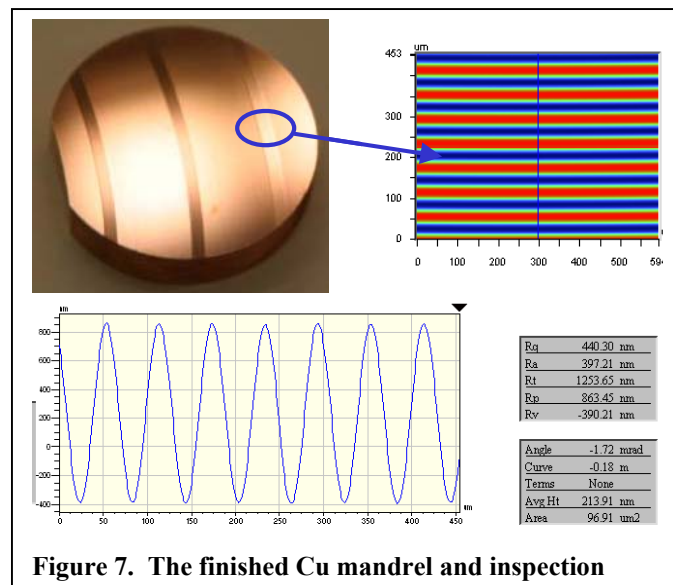 um
453
300
200
100
0
0 100 200 300 400 500
800
600
400
200
0
-400
0 50 100 150 200 250 300 350 400 450
um
Rq 440.30 nm
Ra 397.21 nm
Rt 1253.65 nm
Rp 863.45 nm
Rv -390.21 nm
Angle -1.72 mrad
Curve -0.18 m
Terms None
Avg Ht 213.91 nm
Area 96.91 um2
Figure 7. The finished Cu mandrel and inspection